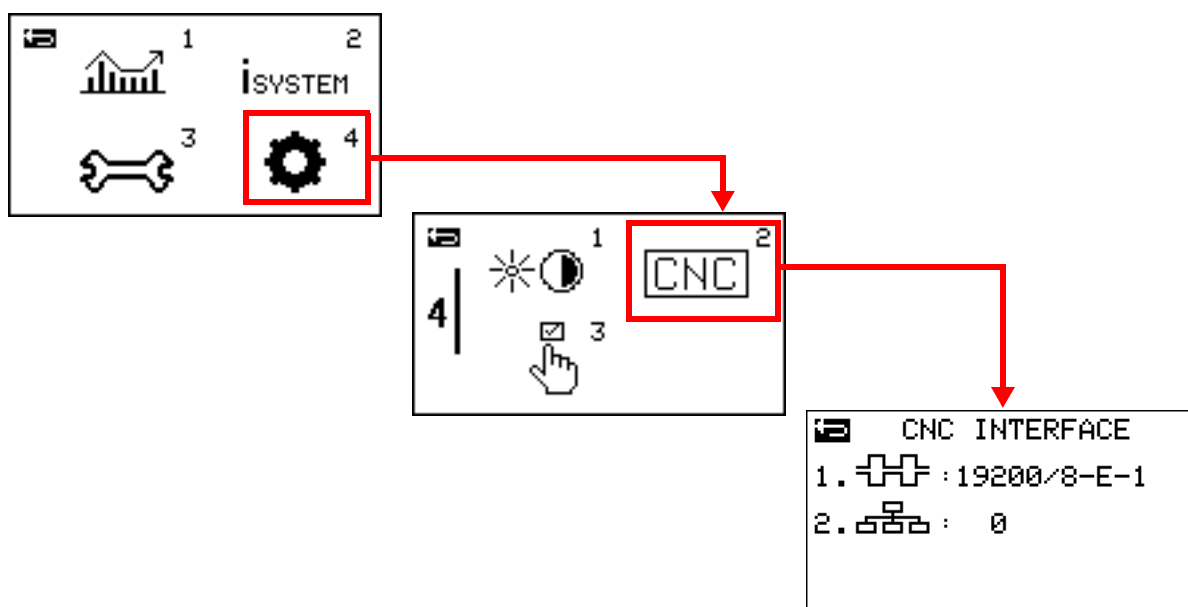 1
2
iSYSTEM
3
4
1
2
CNC
4
3
CNC INTERFACE
1. :19200/8-E-1
2. : 0